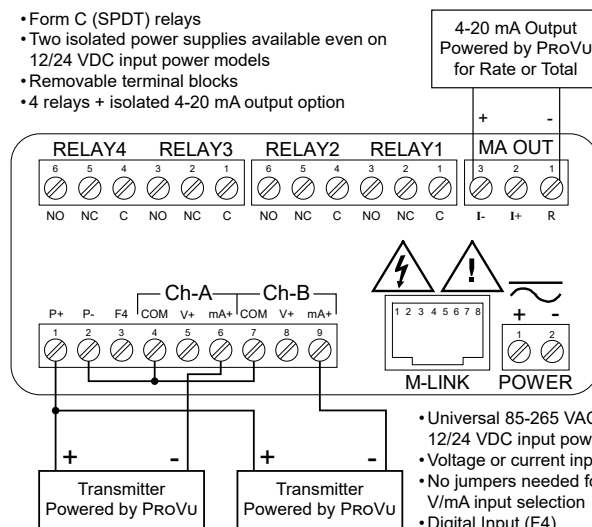 • Form C (SPDT) relays
• Two isolated power supplies available even on
12/24 VDC input power models
• Removable terminal blocks
• 4 relays + isolated 4-20 mA output option
4-20 mA Output
Powered by PROVU
for Rate or Total
+ -
RELAY4 RELAY3 RELAY2 RELAY1 MA OUT
6 5 4 3 2 1 6 5 4 3 2 1 3 2 1
NO NC C NO NC C NO NC C NO NC C I- I+ R
Ch-A Ch-B
P+ P- F4 COM V+ mA+ COM V+ mA+
1 2 3 4 5 6 7 8 9
1 2 3 4 5 6 7 8
+ -
1 2
M-LINK POWER
+ - + -
Transmitter
Powered by PROVU
Transmitter
Powered by PROVU
• Universal 85-265 VAC
12/24 VDC input pow
• Voltage or current inp
• No jumpers needed fo
V/mA input selection
• Digital Input (F4)